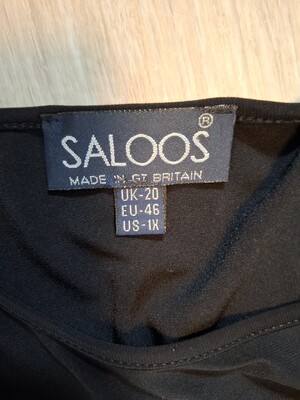 SALOOS ®
MADE IN GT BRITAIN
UK-20
EU-46
US-1X